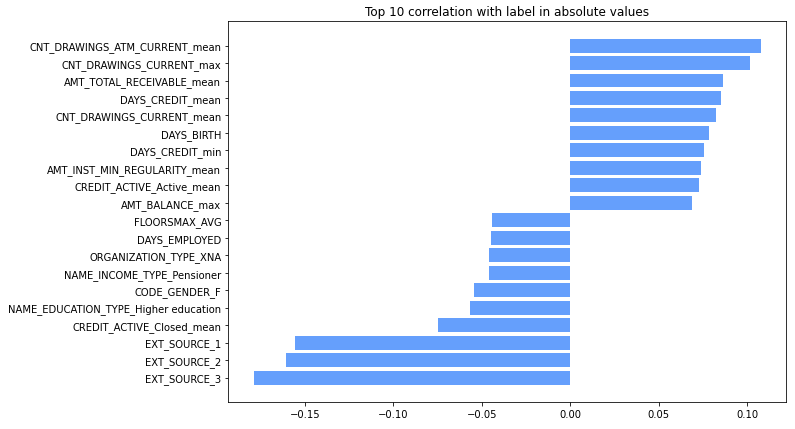 Top 10 correlation with label in absolute values
CNT_DRAWINGS_ATM_CURRENT_mean
CNT_DRAWINGS_CURRENT_max
AMT_TOTAL_RECEIVABLE_mean
DAYS_CREDIT_mean
CNT_DRAWINGS_CURRENT_mean
DAYS_BIRTH
DAYS_CREDIT_min
AMT_INST_MIN_REGULARITY_mean
CREDIT_ACTIVE_Active_mean
AMT_BALANCE_max
FLOORSMAX_AVG
DAYS_EMPLOYED
ORGANIZATION_TYPE_XNA
NAME_INCOME_TYPE_Pensioner
CODE_GENDER_F
NAME_EDUCATION_TYPE_Higher education
CREDIT_ACTIVE_Closed_mean
EXT_SOURCE_1
EXT_SOURCE_2
EXT_SOURCE_3
−0.15 −0.10 −0.05 0.00 0.05 0.10